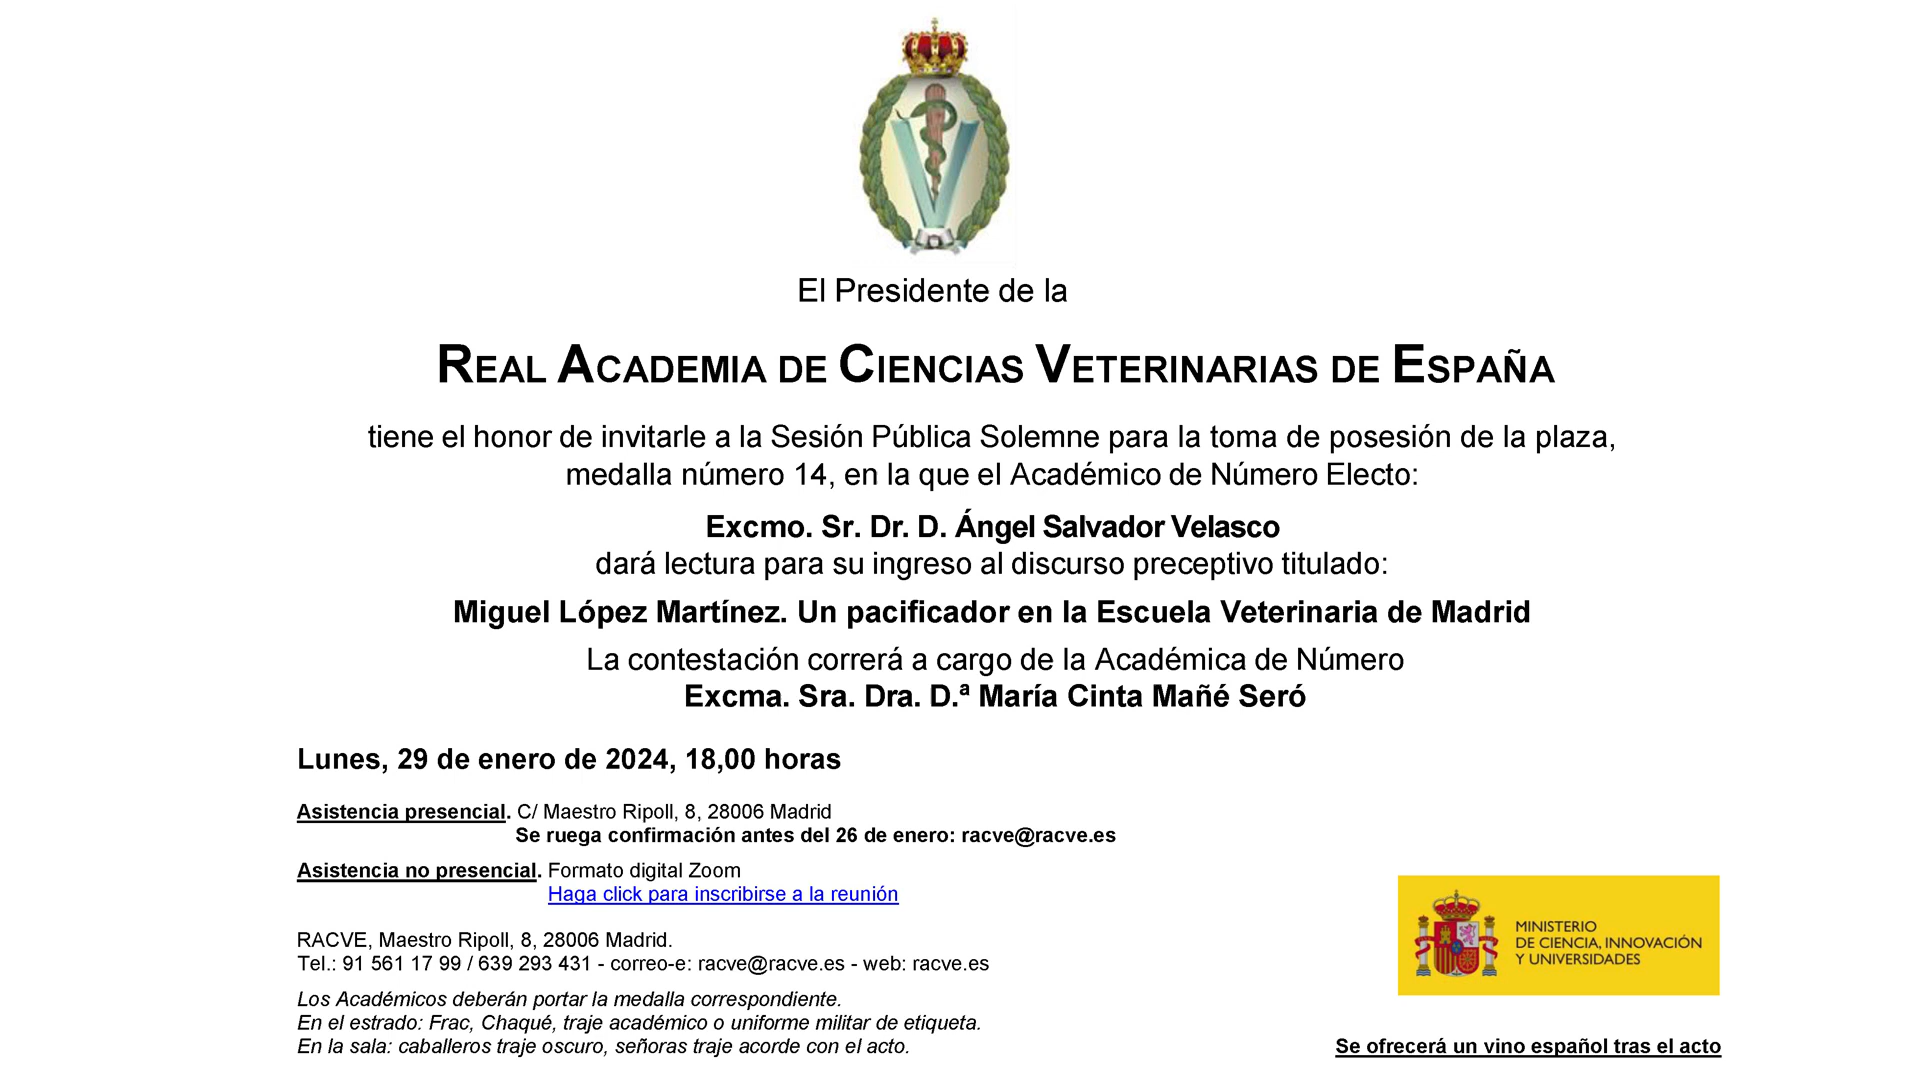 El Presidente de la
REAL ACADEMIA DE CIENCIAS VETERINARIAS DE ESPAÑA
tiene el honor de invitarle a la Sesión Pública Solemne para la toma de posesión de la plaza,
medalla número 14, en la que el Académico de Número Electo:
Excmo. Sr. Dr. D. Ángel Salvador Velasco
dará lectura para su ingreso al discurso preceptivo titulado:
Miguel López Martínez. Un pacificador en la Escuela Veterinaria de Madrid
La contestación correrá a cargo de la Académica de Número
Excma. Sra. Dra. D.ª María Cinta Mañé Seró
Lunes, 29 de enero de 2024, 18,00 horas
Asistencia presencial. C/ Maestro Ripoll, 8, 28006 Madrid
Se ruega confirmación antes del 26 de enero: racve@racve.es
Asistencia no presencial. Formato digital Zoom
Haga click para inscribirse a la reunión
RACVE, Maestro Ripoll, 8, 28006 Madrid.
Tel.: 91 561 17 99 / 639 293 431 - correo-e: racve@racve.es - web: racve.es
Los Académicos deberán portar la medalla correspondiente.
En el estrado: Frac, Chaqué, traje académico o uniforme militar de etiqueta.
En la sala: caballeros traje oscuro, señoras traje acorde con el acto.
MINISTERIO
DE CIENCIA, INNOVACIÓN
Y UNIVERSIDADES
Se ofrecerá un vino español tras el acto